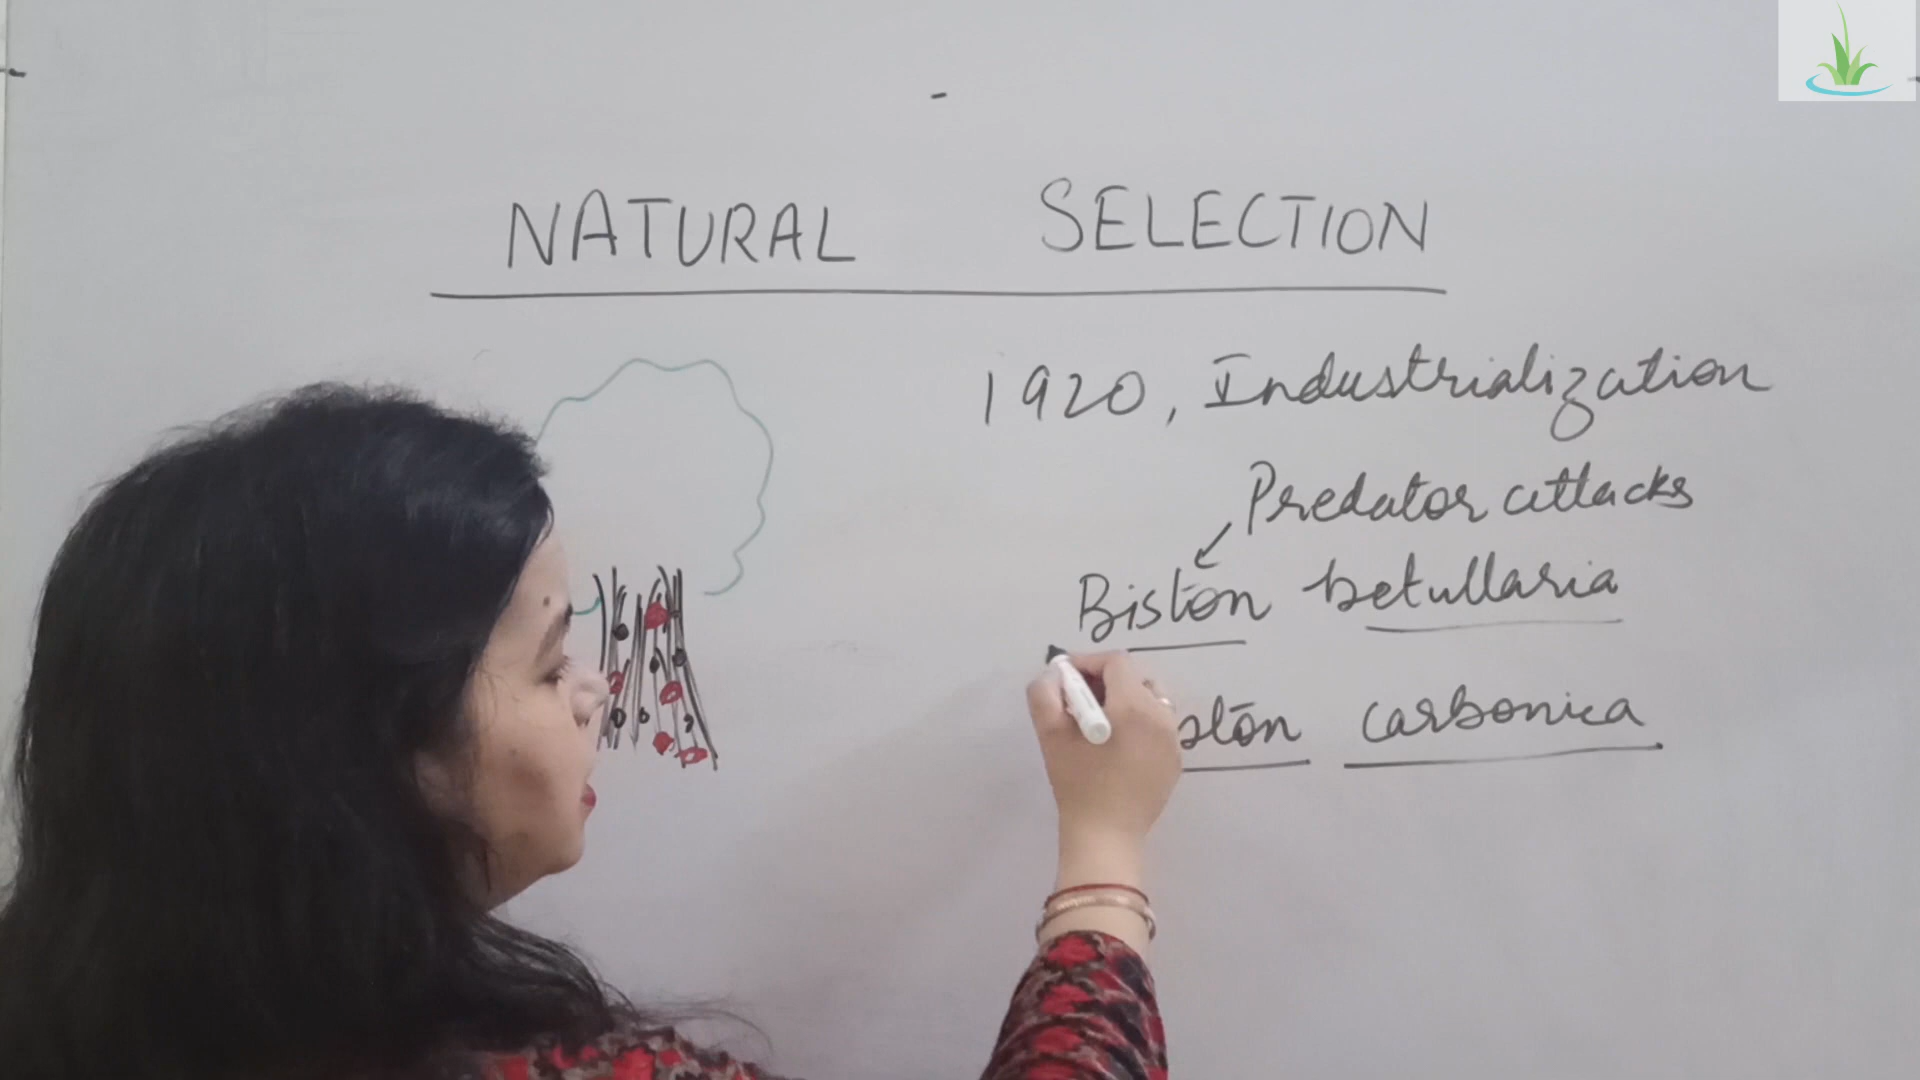 NATURAL SELECTION
1920, Industrialization
Predator attacks
Biston betullaria
carbonica